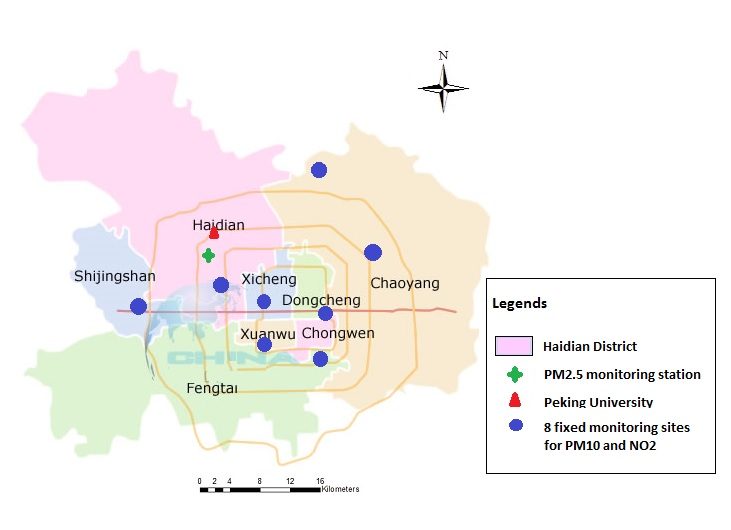 N
Haidian
Shijingshan
Xicheng
Chaoyang
Dongcheng
Xuanwu
Chongwen
CHINA
Fengtai
Legends
Haidian District
PM2.5 monitoring station
Peking University
8 fixed monitoring sites
for PM10 and NO2
0 2 4 8 12 16
Kilometers